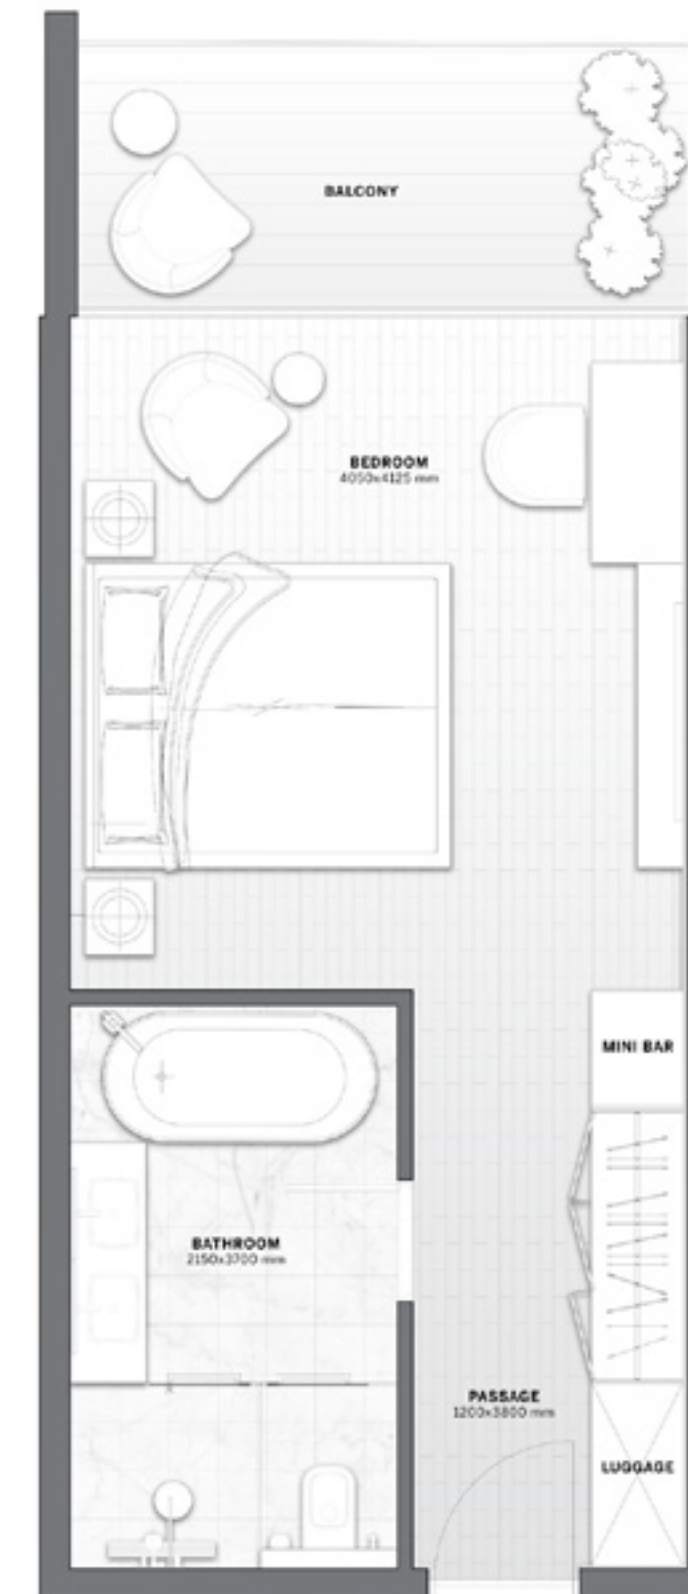 BALCONY
BEDROOM
4050x4125 mm
MINI BAR
BATHROOM
2150x3700 mm
PASSAGE
1200x3800 mm
LUGGAGE